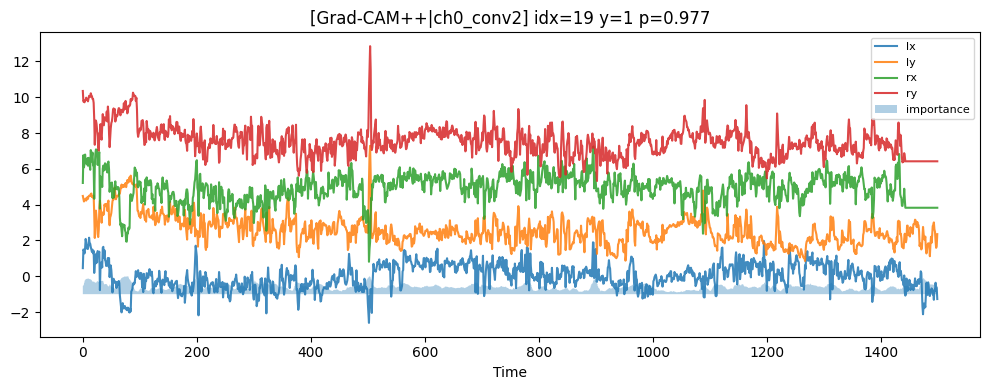 [Grad-CAM++|ch0_conv2] idx=19 y=1 p=0.977
lx
ly
rx
ry
importance
12
10
8
6
4
2
0
−2
0 200 400 600 800 1000 1200 1400
Time